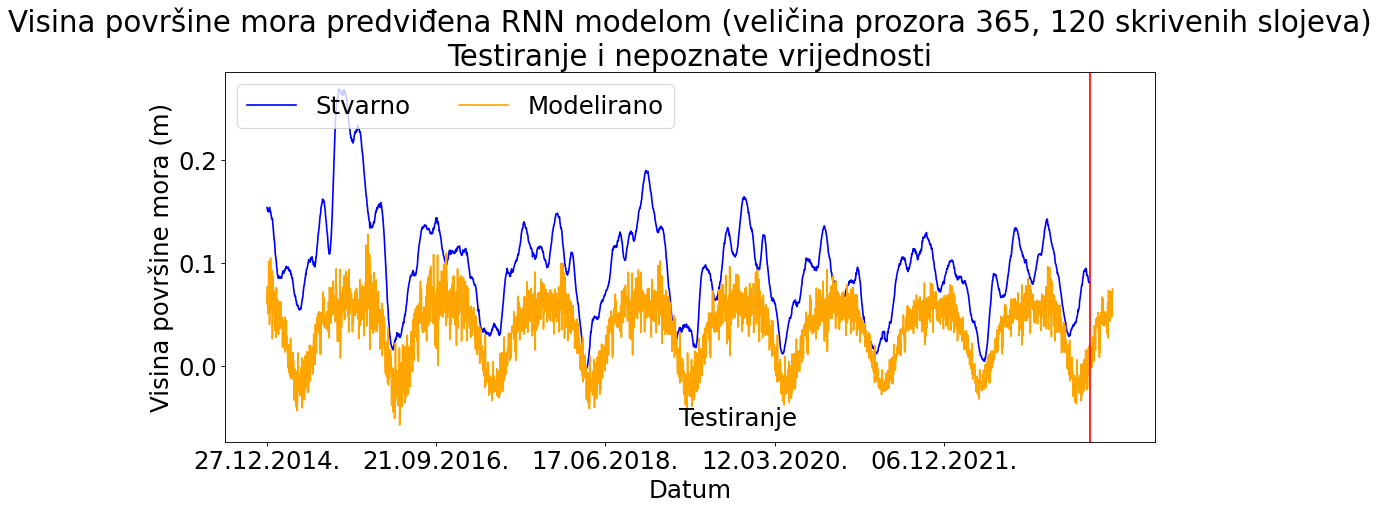 Visina površine mora predviđena RNN modelom (veličina prozora 365, 120 skrivenih slojeva)
Testiranje i nepoznate vrijednosti
Stvarno
Modelirano
Visina površine mora (m)
0.2
0.1
0.0
Testiranje
27.12.2014.
21.09.2016.
17.06.2018.
12.03.2020.
06.12.2021.
Datum